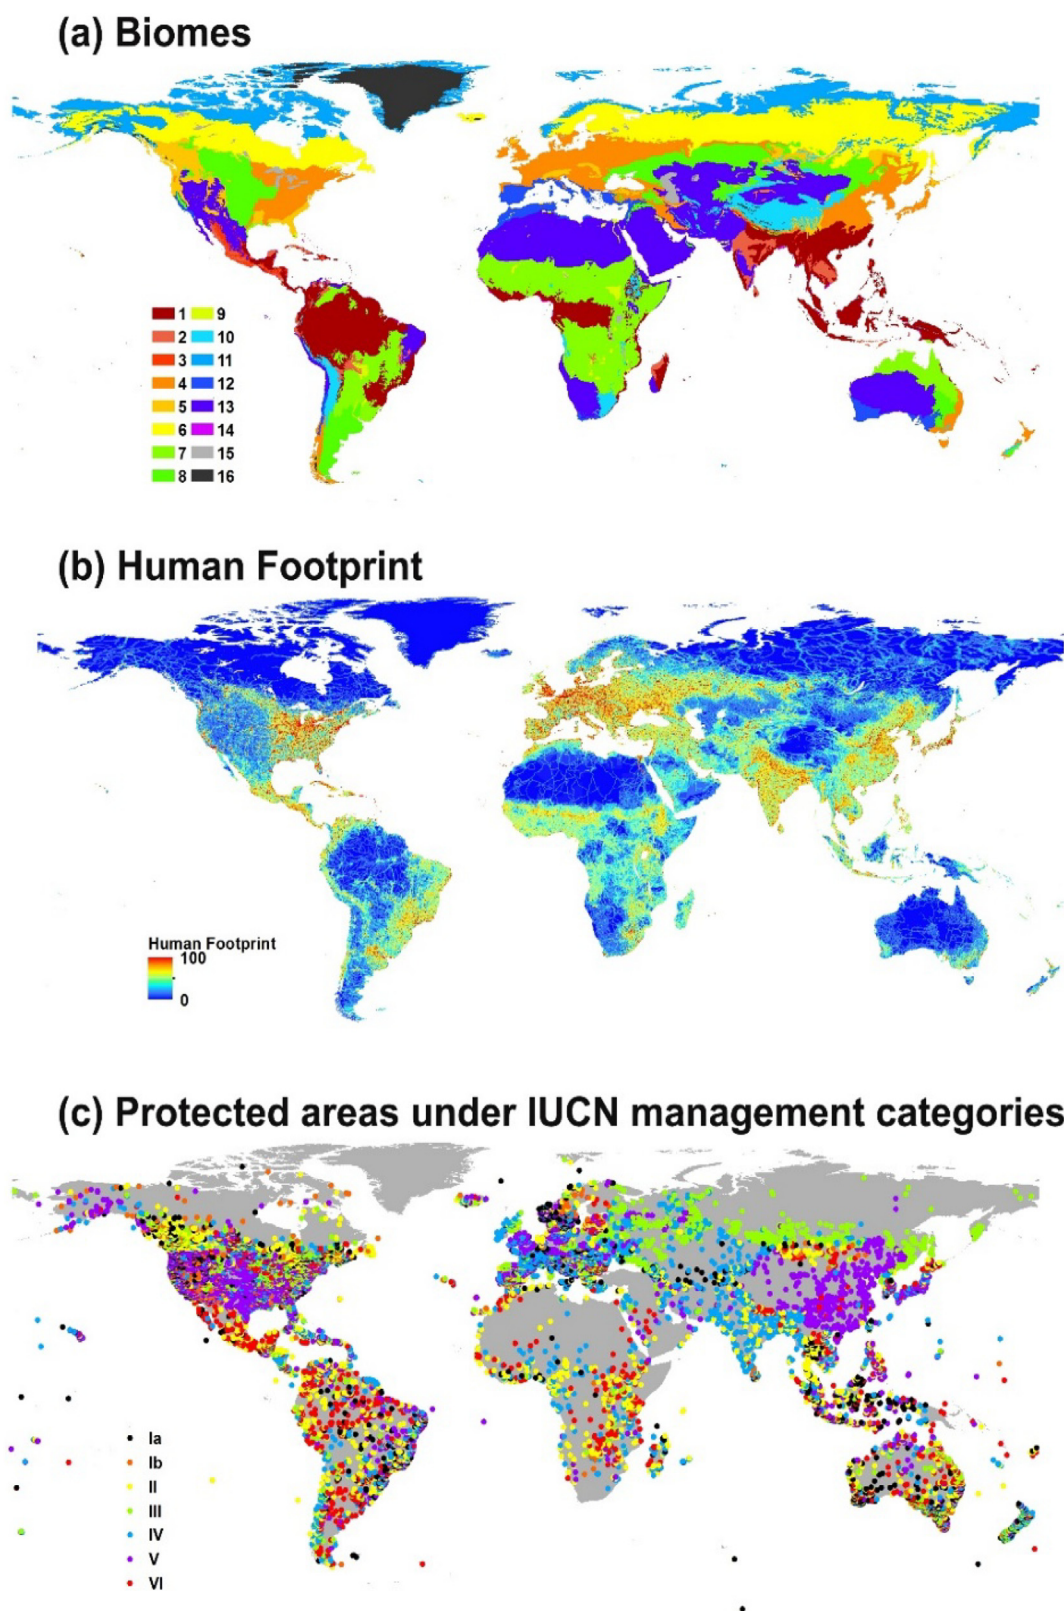 (a) Biomes
1 9
2 10
3 11
4 12
5 13
6 14
7 15
8 16
(b) Human Footprint
Human Footprint
100
0
(c) Protected areas under IUCN management categories
Ia
Ib
II
III
IV
V
VI